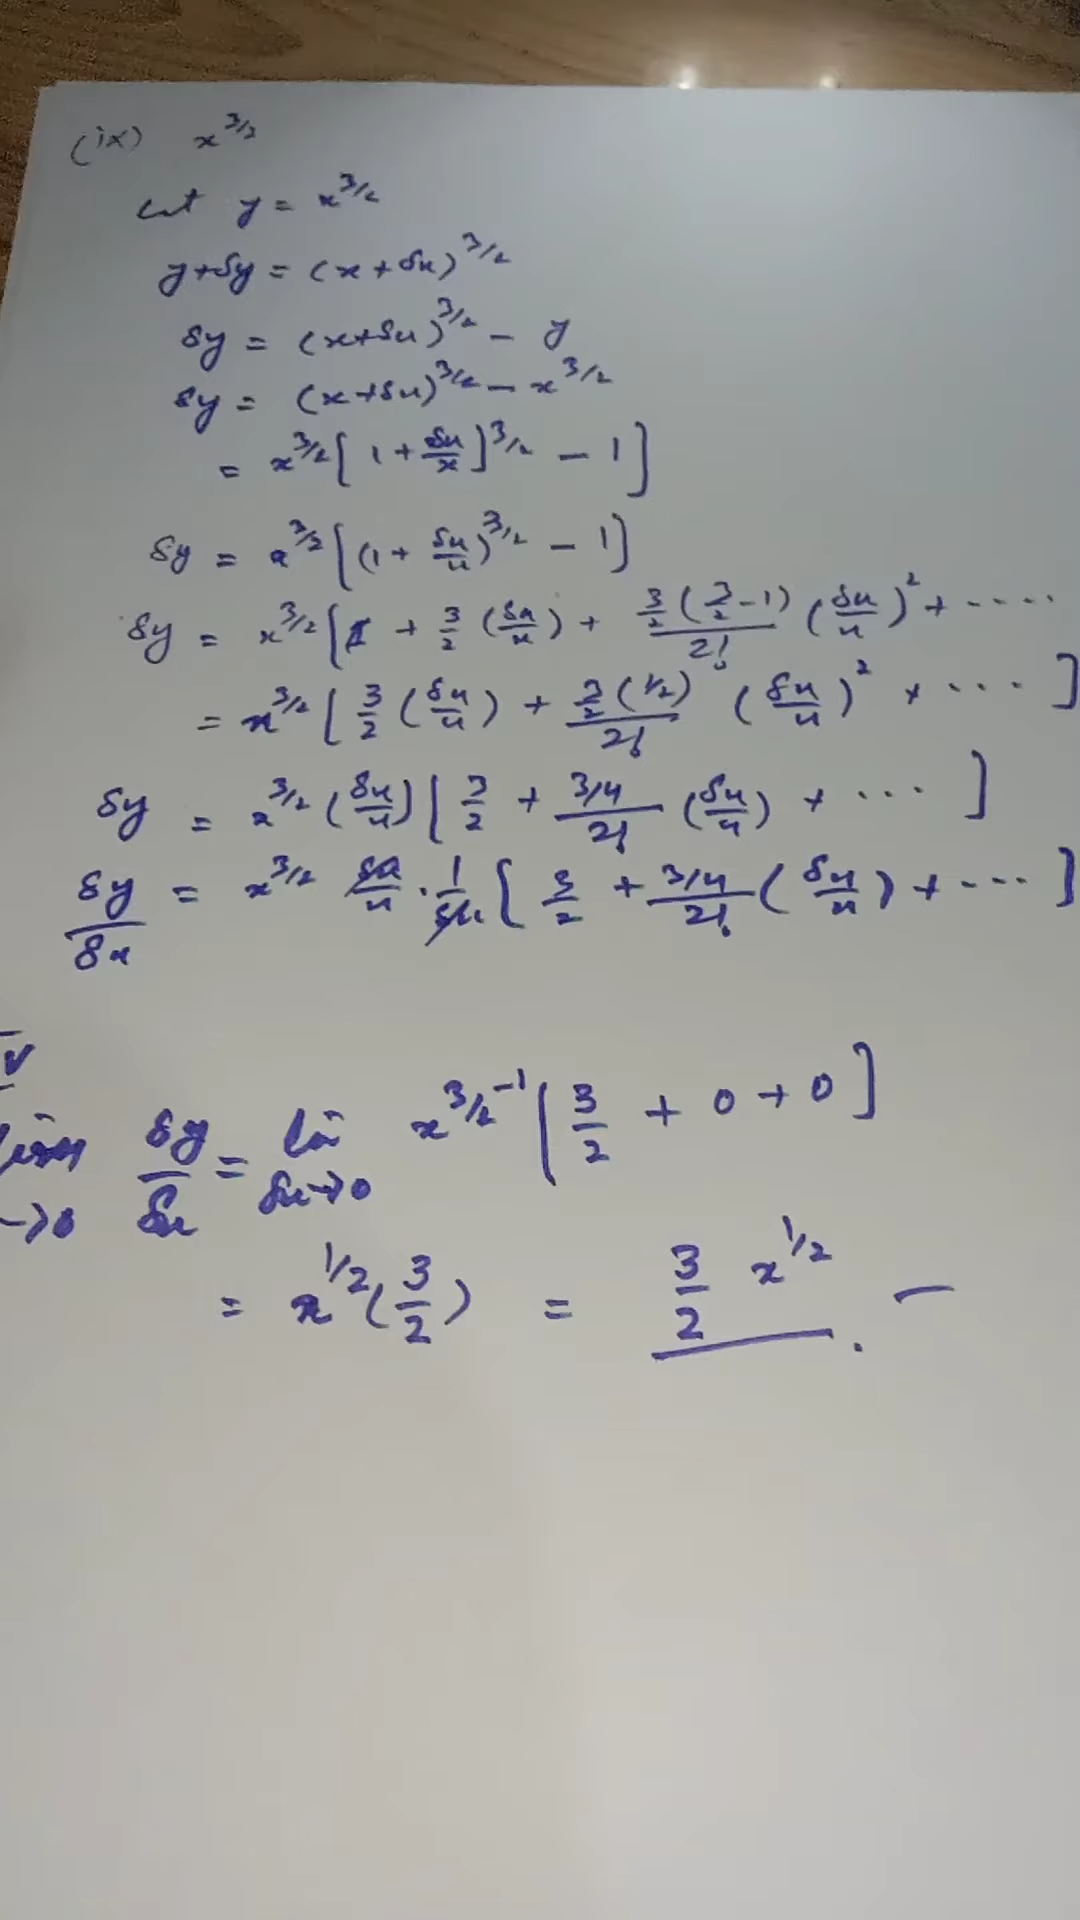 (ix) x^3/2
Let y = x^3/2
y+δy = (x+δx)^3/2
δy = (x+δx)^3/2 - y
δy = (x+δx)^3/2 - x^3/2
= x^3/2 [ 1 + δx/x ]^3/2 - 1 ]
δy = x^3/2 [ (1 + δx/x)^3/2 - 1 ]
δy = x^3/2 [ 1 + 3/2 (δx/x) + 3/2 (3/2 - 1)/2! (δx/x)^2 + ....
= x^3/2 [ 3/2 (δx/x) + 3/2 (1/2)/2! (δx/x)^2 + ... ]
δy = x^3/2 (δx/x) [ 3/2 + 3/4/2! (δx/x) + ... ]
δy/δx = x^3/2 δx/x . 1/δx [ 3/2 + 3/4/2! (δx/x) + ... ]
lim →0 δy/δx = lim δx→0 x^3/2-1 [ 3/2 + 0 + 0 ]
= x^1/2 (3/2) = 3/2 x^1/2 .